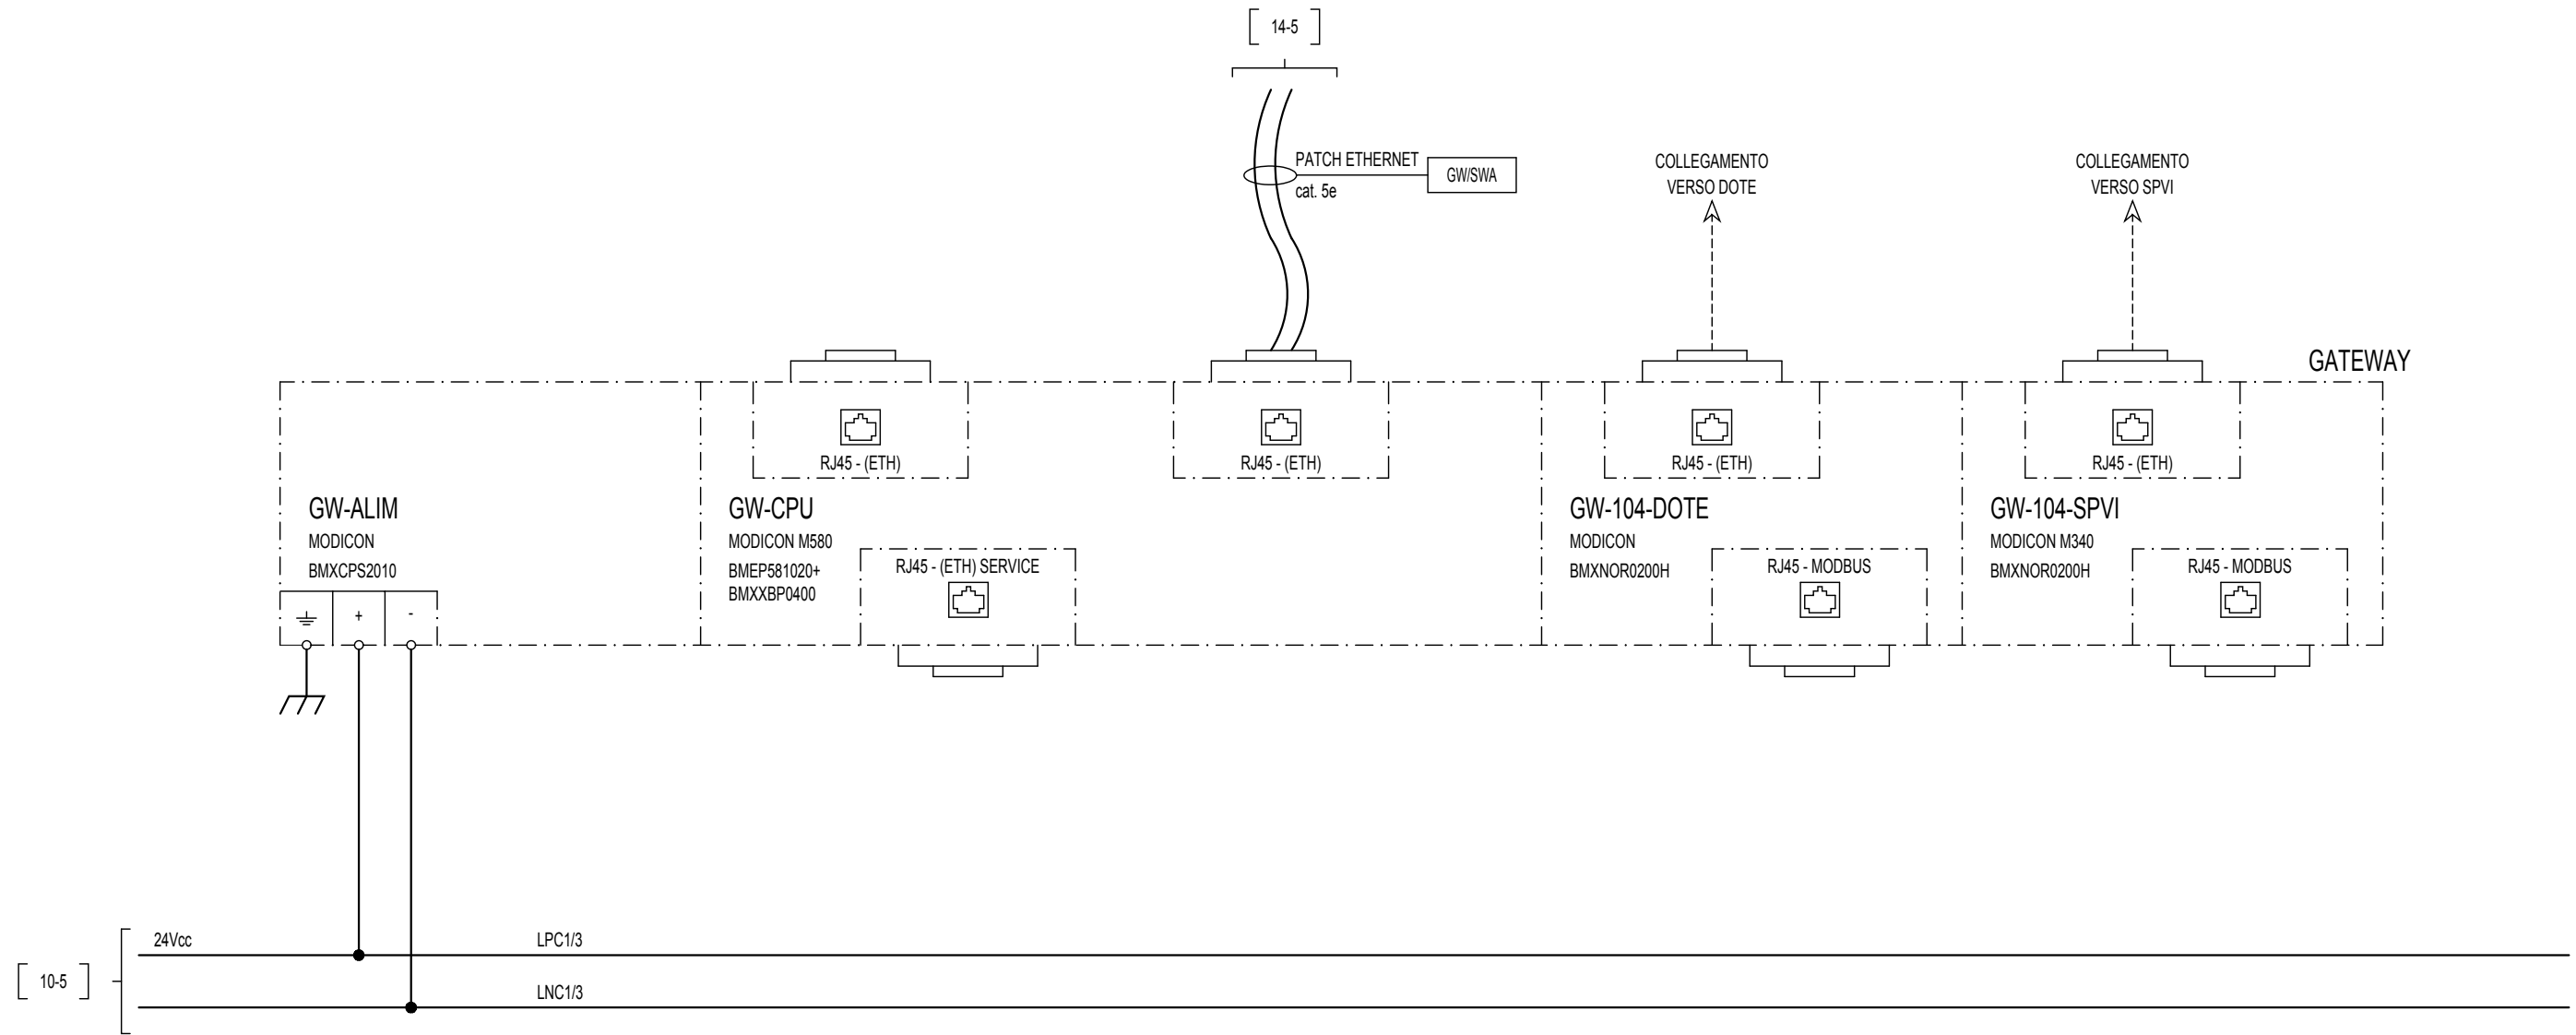 14-5
PATCH ETHERNET
cat. 5e
GW/SWA
COLLEGAMENTO
VERSO DOTE
COLLEGAMENTO
VERSO SPVI
GATEWAY
RJ45 - (ETH)
RJ45 - (ETH)
RJ45 - (ETH)
RJ45 - (ETH)
GW-ALIM
MODICON
BMXCPS2010
+
-
GW-CPU
MODICON M580
BMEP581020+
BMXXBP0400
RJ45 - (ETH) SERVICE
GW-104-DOTE
MODICON
BMXNOR0200H
RJ45 - MODBUS
GW-104-SPVI
MODICON M340
BMXNOR0200H
RJ45 - MODBUS
24Vcc
LPC1/3
10-5
LNC1/3